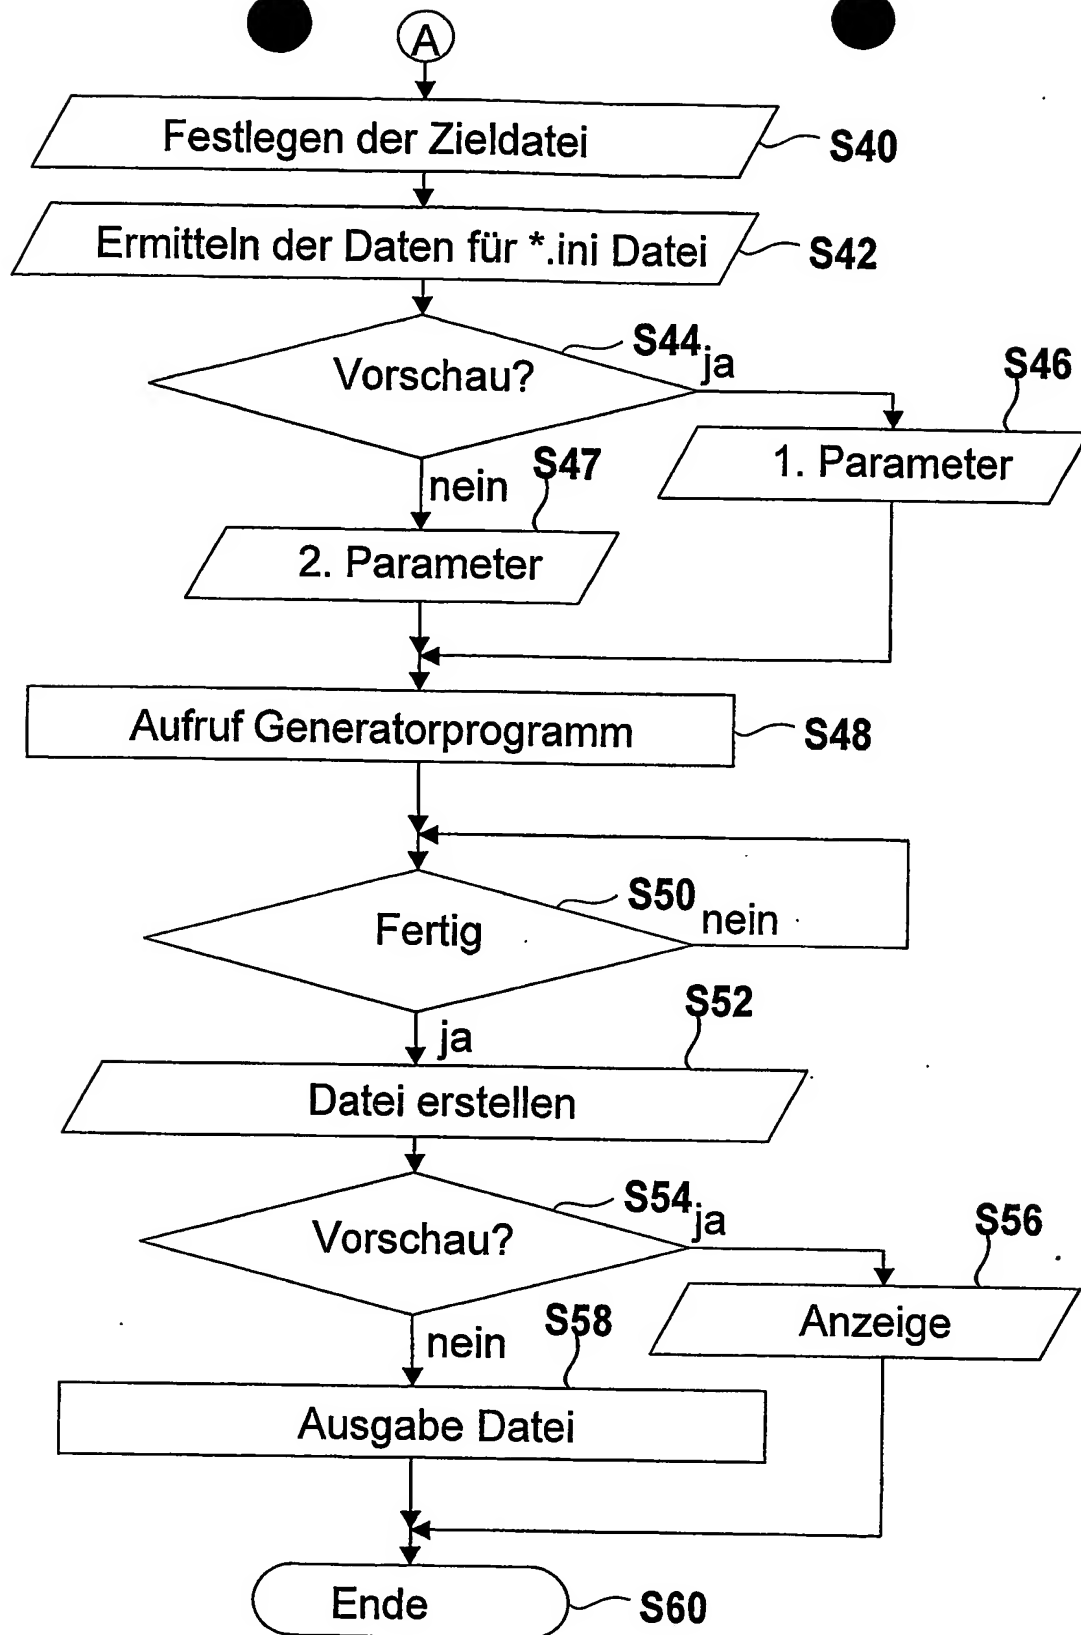 A
Festlegen der Zieldatei
S40
Ermitteln der Daten für *.ini Datei
S42
S44
ja
Vorschau?
S46
1. Parameter
nein
S47
2. Parameter
Aufruf Generatorprogramm
S48
S50
nein
Fertig
ja
S52
Datei erstellen
S54
ja
Vorschau?
S56
Anzeige
nein
S58
Ausgabe Datei
Ende
S60